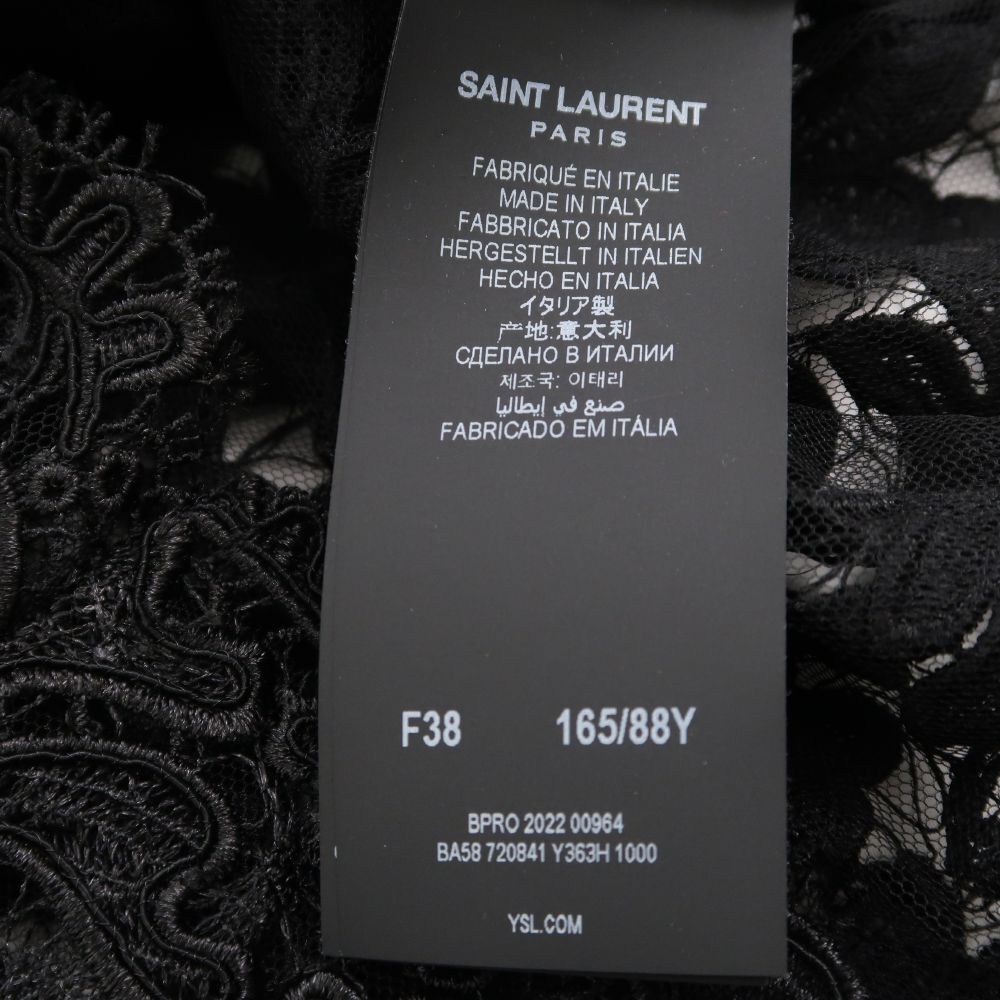 SAINT LAURENT
PARIS
FABRIQUÉ EN ITALIE
MADE IN ITALY
FABBRICATO IN ITALIA
HERGESTELLT IN ITALIEN
HECHO EN ITALIA
イタリア製
产地:意大利
СДЕЛАНО В ИТАЛИИ
제조국: 이태리
صنع في إيطاليا
FABRICADO EM ITÁLIA
F38 165/88Y
BPRO 2022 00964
BA58 720841 Y363H 1000
YSL.COM